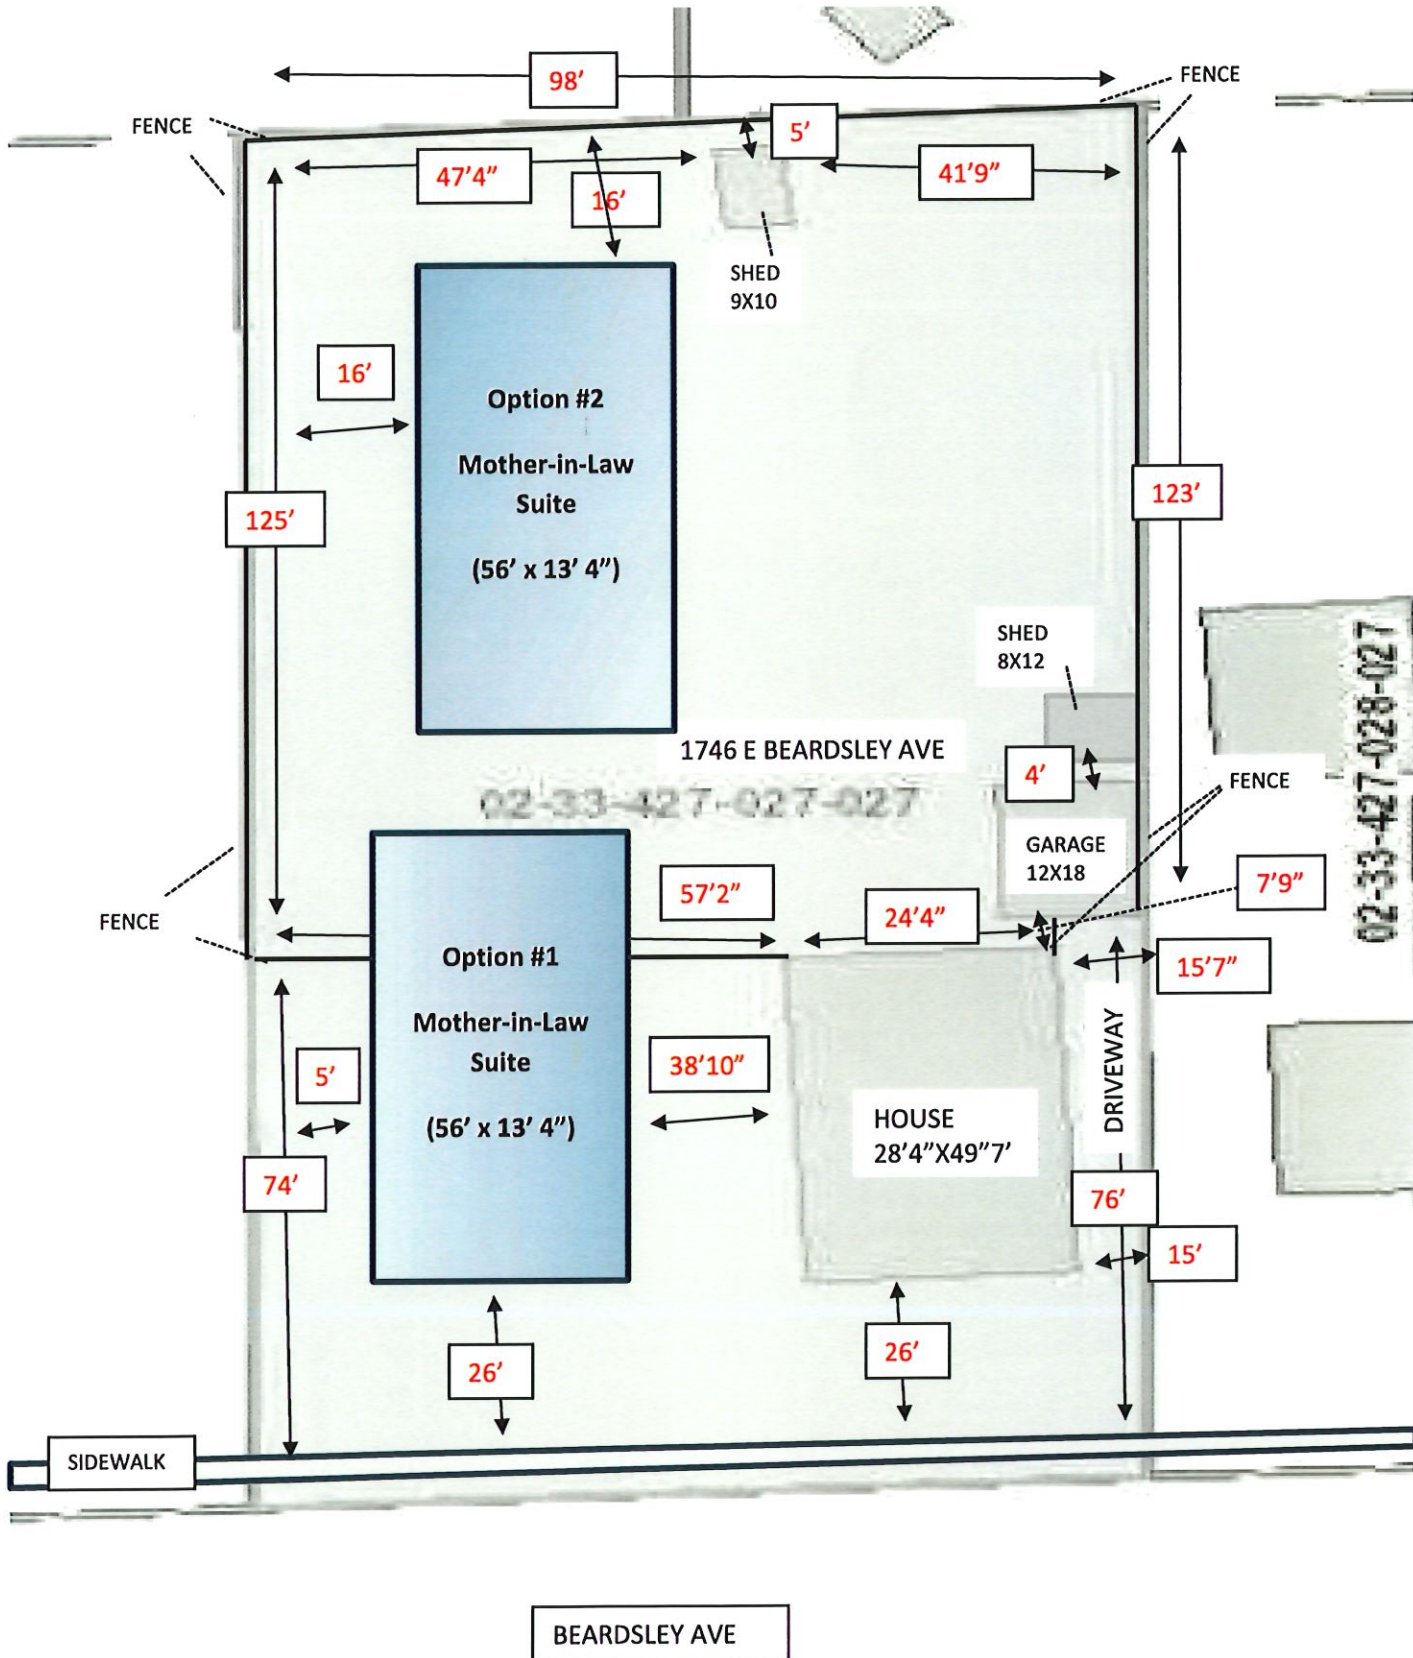 98'
FENCE
FENCE
5'
47'4"
16'
41'9"
SHED
9X10
16'
Option #2
Mother-in-Law
Suite
(56' x 13' 4")
125'
123'
SHED
8X12
1746 E BEARDSLEY AVE
4'
FENCE
02-33-427-027-027
02-33-427-028-027
GARAGE
12X18
7'9"
57'2"
24'4"
FENCE
Option #1
Mother-in-Law
Suite
(56' x 13' 4")
15'7"
5'
38'10"
DRIVEWAY
HOUSE
28'4"X49"7'
74'
76'
15'
26'
26'
SIDEWALK
BEARDSLEY AVE